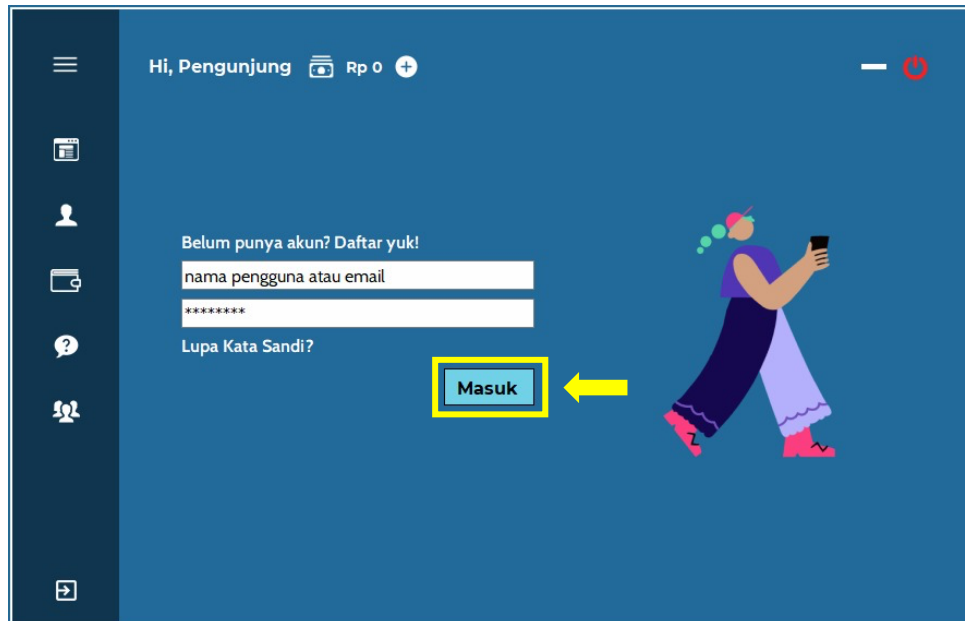 Hi, Pengunjung Rp 0
Belum punya akun? Daftar yuk!
nama pengguna atau email
********
Lupa Kata Sandi?
Masuk